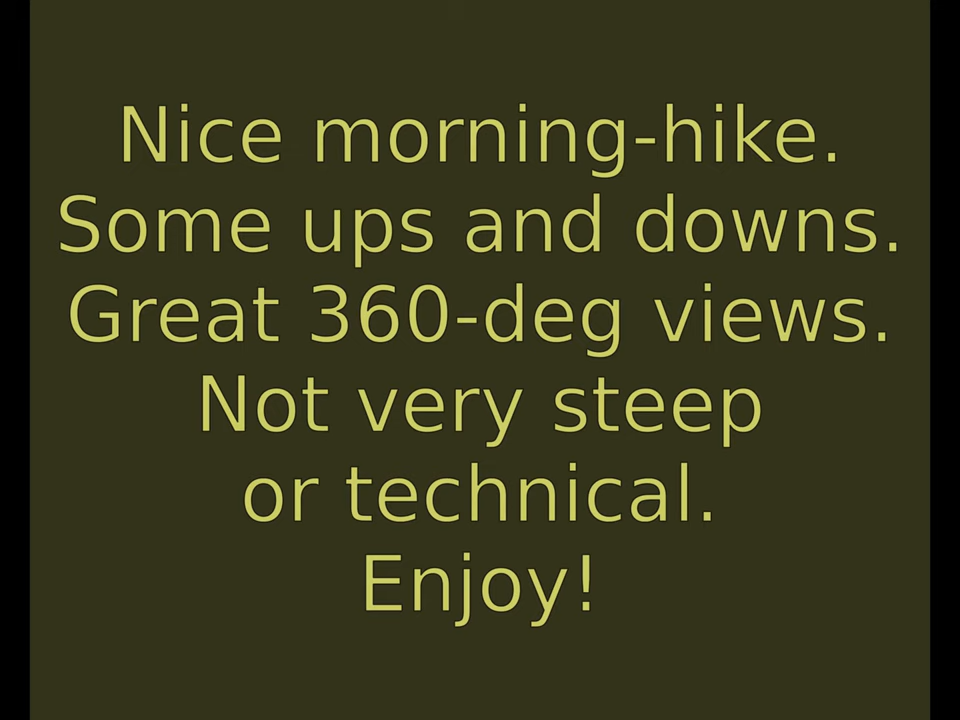 Nice morning-hike.
Some ups and downs.
Great 360-deg views.
Not very steep
or technical.
Enjoy!